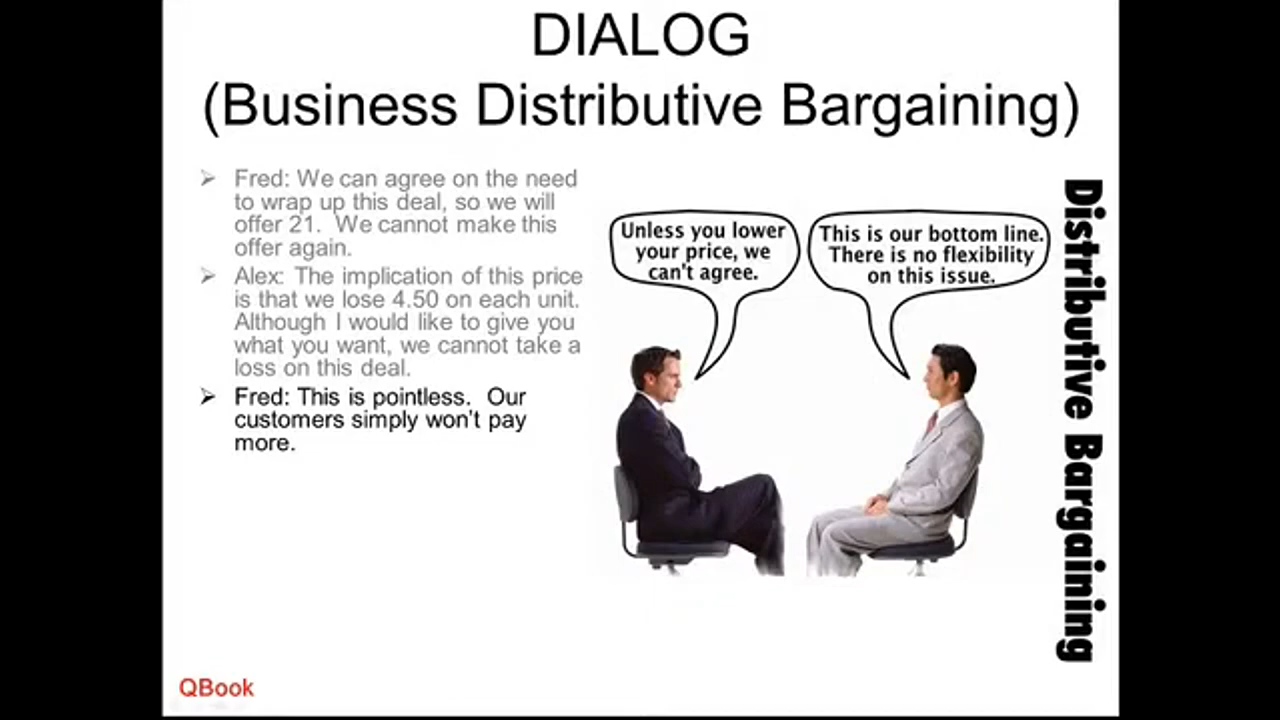 DIALOG
(Business Distributive Bargaining)
Fred: We can agree on the need
to wrap up this deal, so we will
offer 21.  We cannot make this
offer again.
Alex:  The implication of this price
is that we lose 4.50 on each unit.
Although I would like to give you
what you want, we cannot take a
loss on this deal.
Fred: This is pointless.  Our
customers simply won't pay
more.
Unless you lower
your price, we
can't agree.
This is our bottom line.
There is no flexibility
on this issue.
Distributive Bargaining
QBook